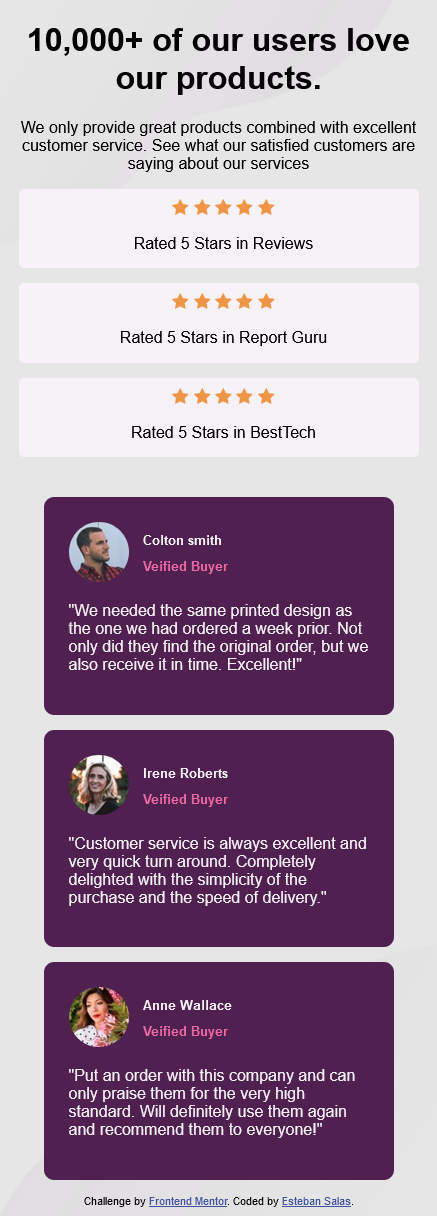 10,000+ of our users love
our products.
We only provide great products combined with excellent
customer service. See what our satisfied customers are
saying about our services
Rated 5 Stars in Reviews
Rated 5 Stars in Report Guru
Rated 5 Stars in BestTech
Colton smith
Veified Buyer
"We needed the same printed design as
the one we had ordered a week prior. Not
only did they find the original order, but we
also receive it in time. Excellent!"
Irene Roberts
Veified Buyer
"Customer service is always excellent and
very quick turn around. Completely
delighted with the simplicity of the
purchase and the speed of delivery."
Anne Wallace
Veified Buyer
"Put an order with this company and can
only praise them for the very high
standard. Will definitely use them again
and recommend them to everyone!"
Challenge by Frontend Mentor. Coded by Esteban Salas.